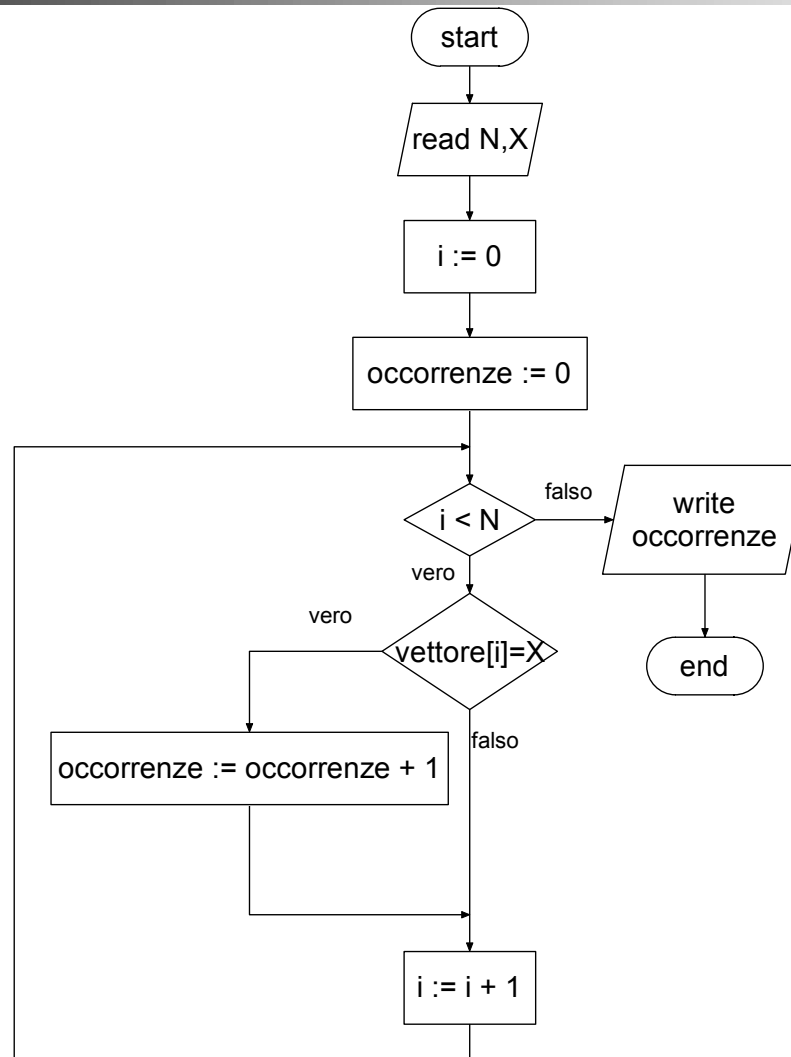 start
read N,X
i := 0
occorrenze := 0
i < N
falso
write
occorrenze
end
vero
vettore[i]=X
vero
occorrenze := occorrenze + 1
falso
i := i + 1